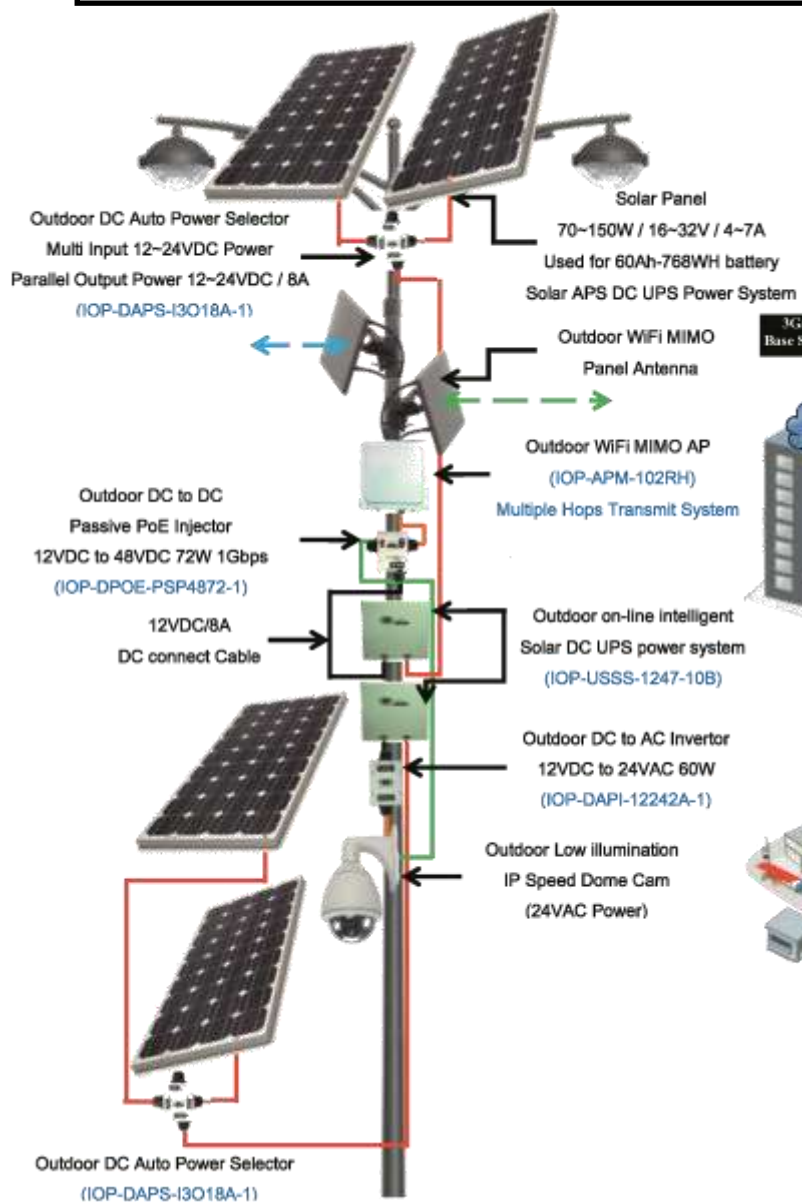 Outdoor DC Auto Power Selector
Multi Input 12~24VDC Power
Parallel Output Power 12~24VDC / 8A
(IOP-DAPS-I3O18A-1)
Solar Panel
70~150W / 16~32V / 4~7A
Used for 60Ah-768WH battery
Solar APS DC UPS Power System
3G
Base S
Outdoor WiFi MIMO
Panel Antenna
Outdoor WiFi MIMO AP
(IOP-APM-102RH)
Multiple Hops Transmit System
Outdoor DC to DC
Passive PoE Injector
12VDC to 48VDC 72W 1Gbps
(IOP-DPOE-PSP4872-1)
12VDC/8A
DC connect Cable
Outdoor on-line intelligent
Solar DC UPS power system
(IOP-USSS-1247-10B)
Outdoor DC to AC Invertor
12VDC to 24VAC 60W
(IOP-DAPI-12242A-1)
Outdoor Low illumination
IP Speed Dome Cam
(24VAC Power)
Outdoor DC Auto Power Selector
(IOP-DAPS-I3O18A-1)